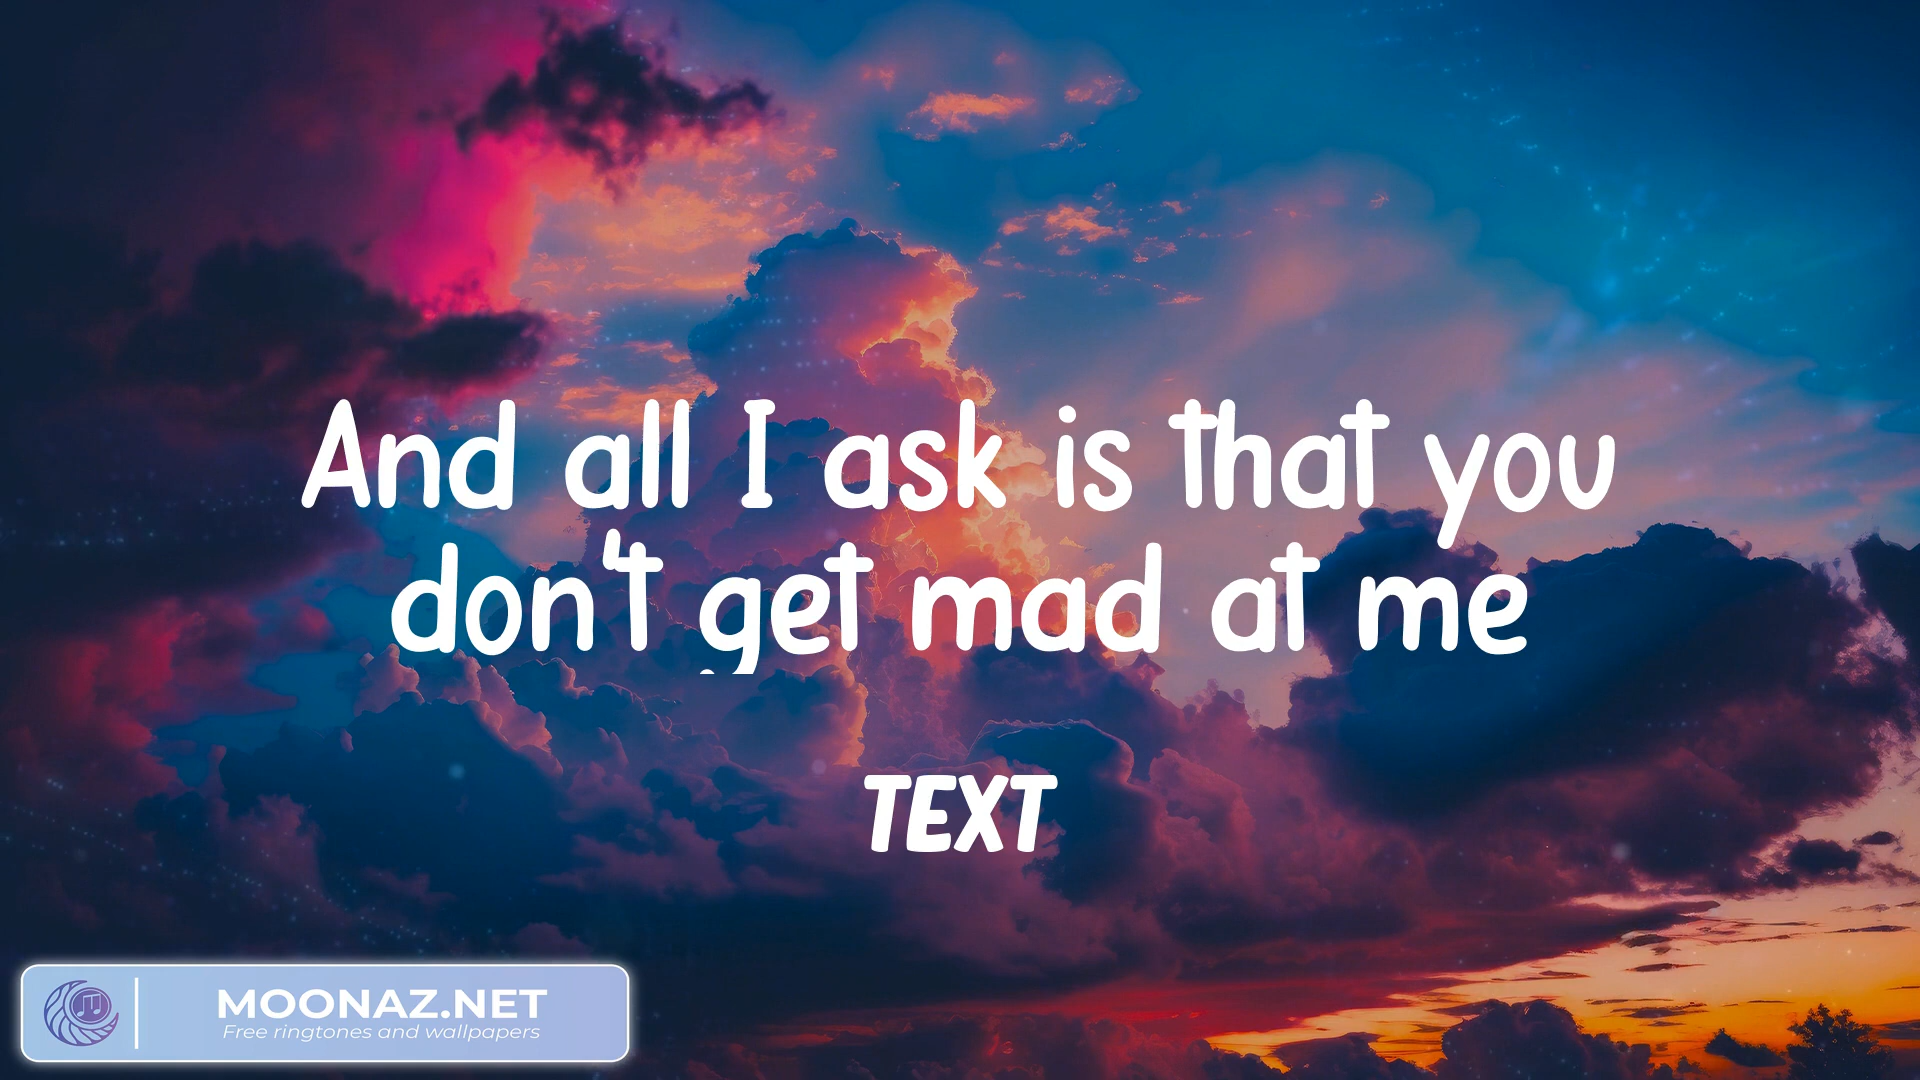 And all I ask is that you
don't get mad at me
TEXT
MOONAZ.NET
Free ringtones and wallpapers